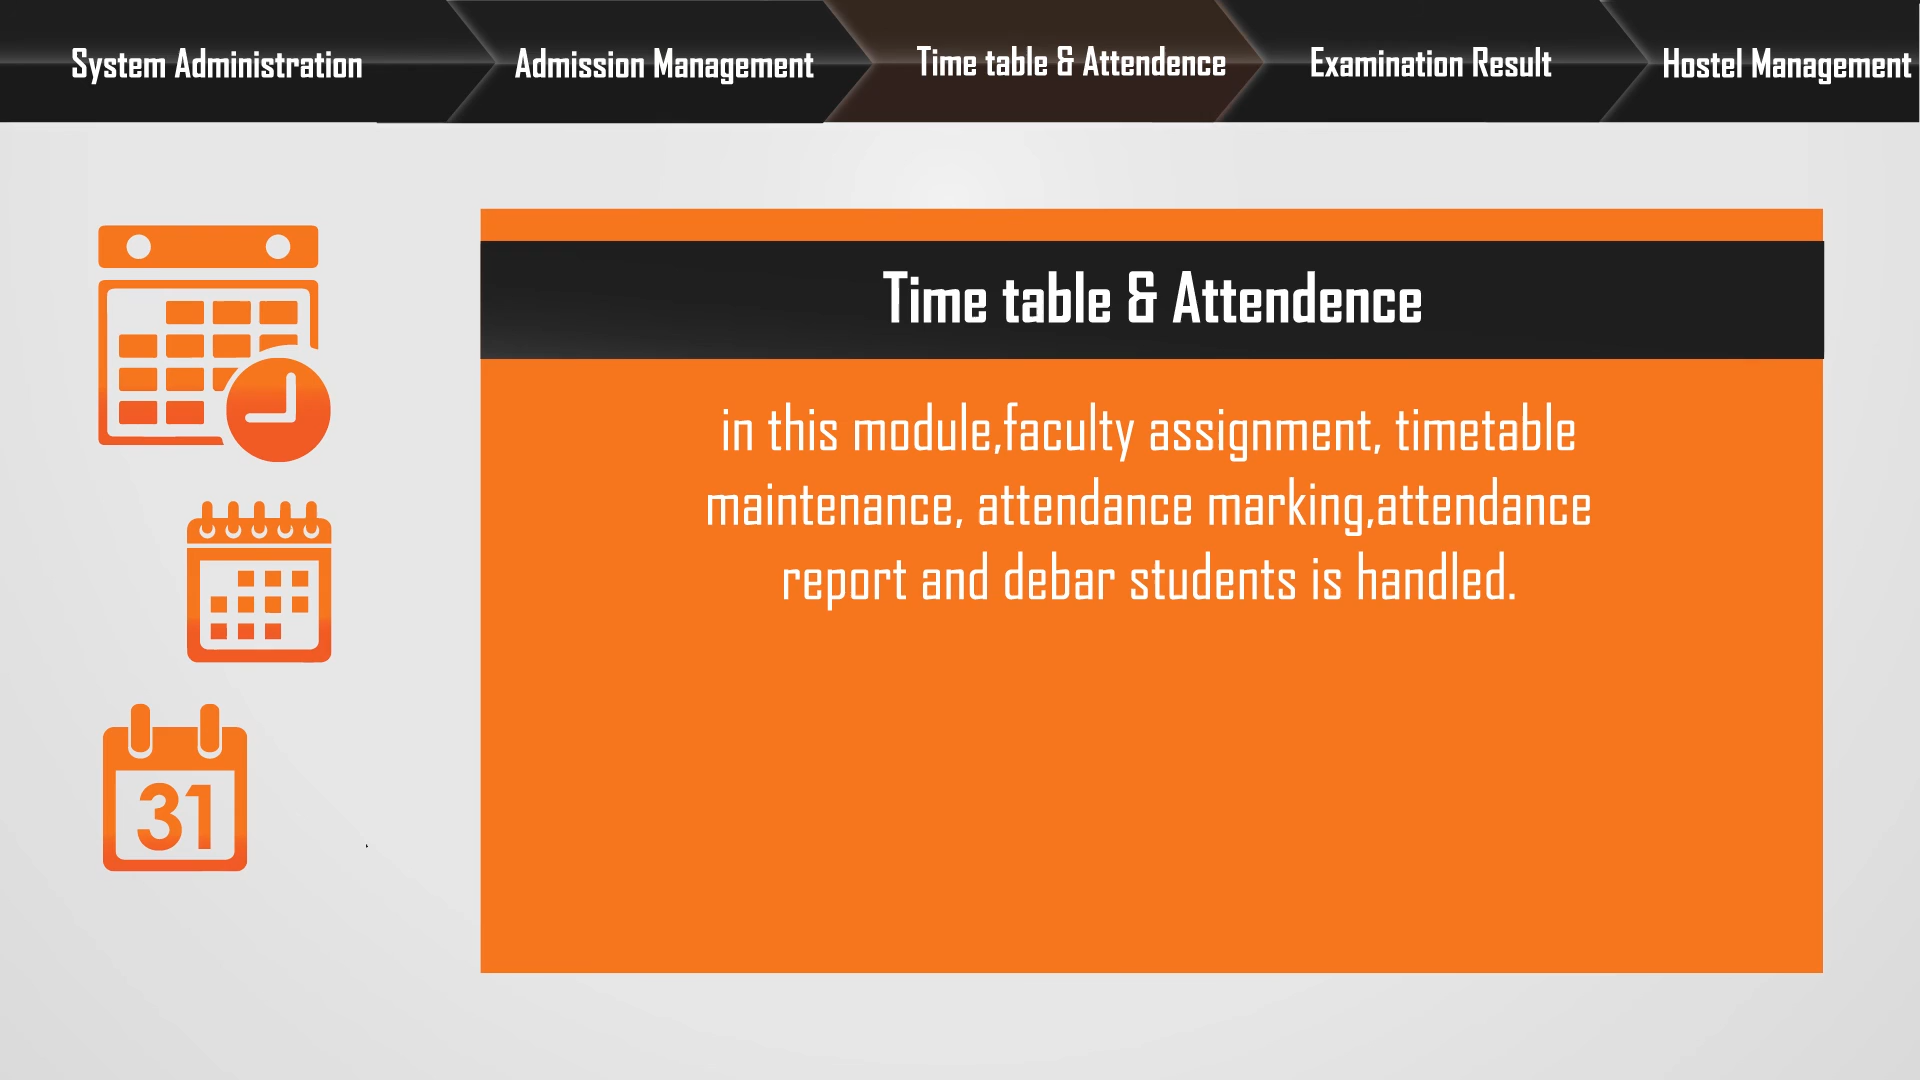 System Administration
Admission Management
Time table & Attendence
Examination Result
Hostel Management
Time table & Attendence
in this module,faculty assignment, timetable
maintenance, attendance marking,attendance
report and debar students is handled.
31